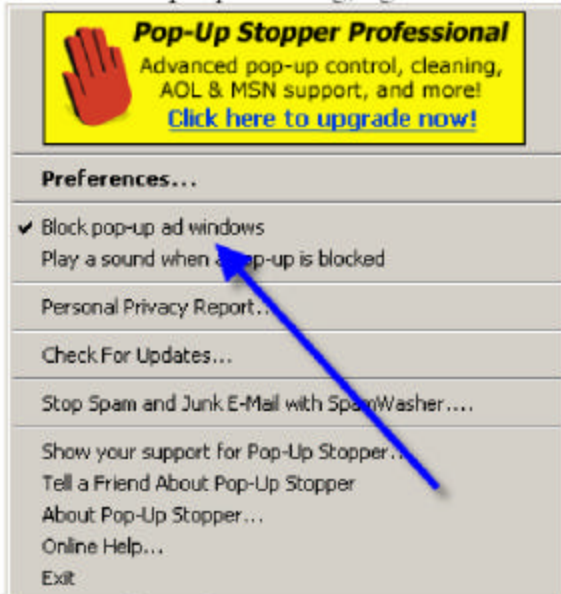 Pop-Up Stopper Professional
Advanced pop-up control, cleaning,
AOL & MSN support, and more!
Click here to upgrade now!
Preferences...
Block pop-up ad windows
Play a sound when a pop-up is blocked
Personal Privacy Report...
Check For Updates...
Stop Spam and Junk E-Mail with SpamWasher....
Show your support for Pop-Up Stopper...
Tell a Friend About Pop-Up Stopper
About Pop-Up Stopper...
Online Help...
Exit